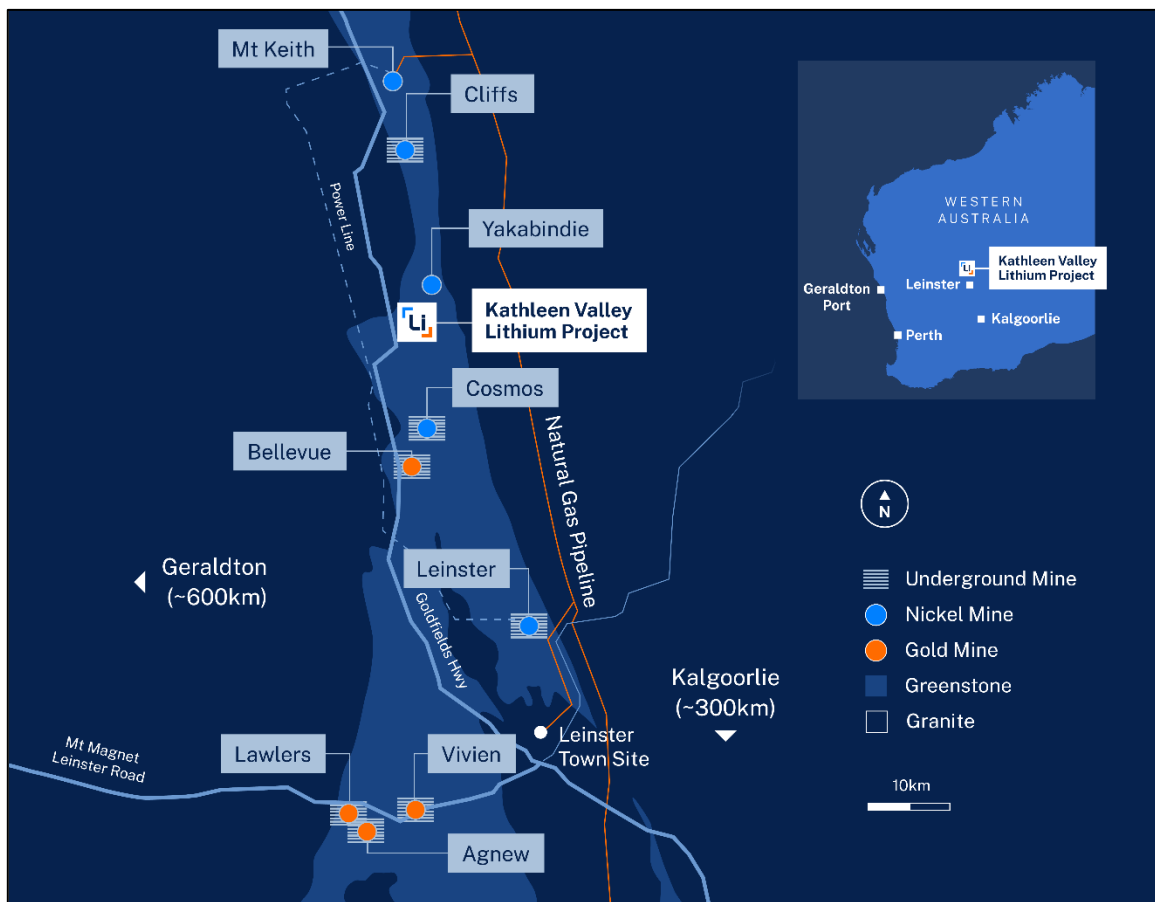 Mt Keith
Cliffs
Power Line
Yakabindie
Li
Kathleen Valley
Lithium Project
Cosmos
Bellevue
Natural Gas Pipeline
Geraldton
(~600km)
Leinster
Goldfields Hwy
Kalgoorlie
(~300km)
Leinster
Town Site
Mt Magnet
Leinster Road
Lawlers
Vivien
Agnew
WESTERN
AUSTRALIA
Li
Kathleen Valley
Lithium Project
Geraldton
Port
Leinster
Kalgoorlie
Perth
N
Underground Mine
Nickel Mine
Gold Mine
Greenstone
Granite
10km